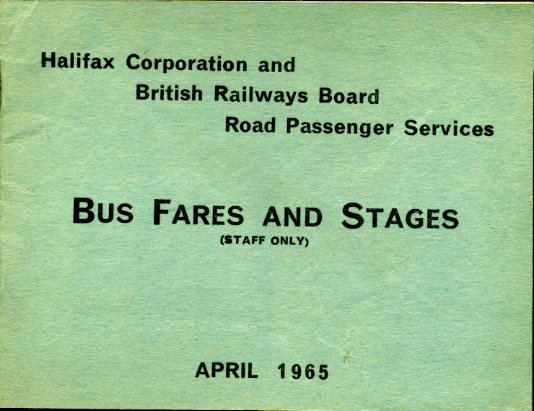 Halifax Corporation and
British Railways Board
Road Passenger Services
BUS FARES AND STAGES
(STAFF ONLY)
APRIL 1965